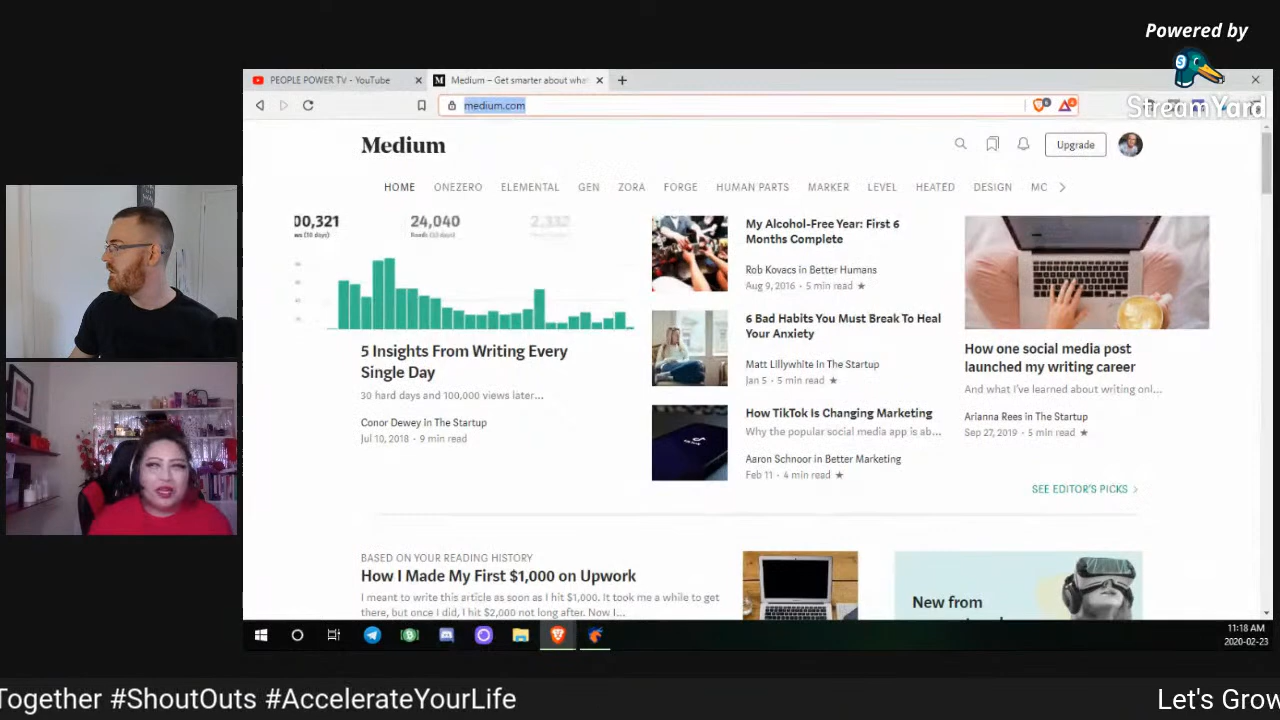 Powered by
StreamYard
PEOPLE POWER TV - YouTube
Medium – Get smarter about wha
medium.com
Medium
Upgrade
HOME
ONEZERO
ELEMENTAL
GEN
ZORA
FORGE
HUMAN PARTS
MARKER
LEVEL
HEATED
DESIGN
MO
00,321
24,040
2,332
5 Insights From Writing Every
Single Day
30 hard days and 100,000 views later...
Conor Dewey in The Startup
Jul 10, 2018 · 9 min read
My Alcohol-Free Year: First 6
Months Complete
Rob Kovacs in Better Humans
Aug 9, 2016 · 5 min read ★
6 Bad Habits You Must Break To Heal
Your Anxiety
Matt Lillywhite in The Startup
Jan 5 · 5 min read ★
How TikTok Is Changing Marketing
Why the popular social media app is ab...
Aaron Schnoor in Better Marketing
Feb 11 · 4 min read ★
How one social media post
launched my writing career
And what I've learned about writing onl...
Arianna Rees in The Startup
Sep 27, 2019 · 5 min read ★
SEE EDITOR'S PICKS
BASED ON YOUR READING HISTORY
How I Made My First $1,000 on Upwork
I meant to write this article as soon as I hit $1,000. It took me a while to get
there, but once I did, I hit $2,000 not long after. Now I...
New from
11:18 AM
2020-02-23
Together #ShoutOuts #AccelerateYourLife
Let's Grow